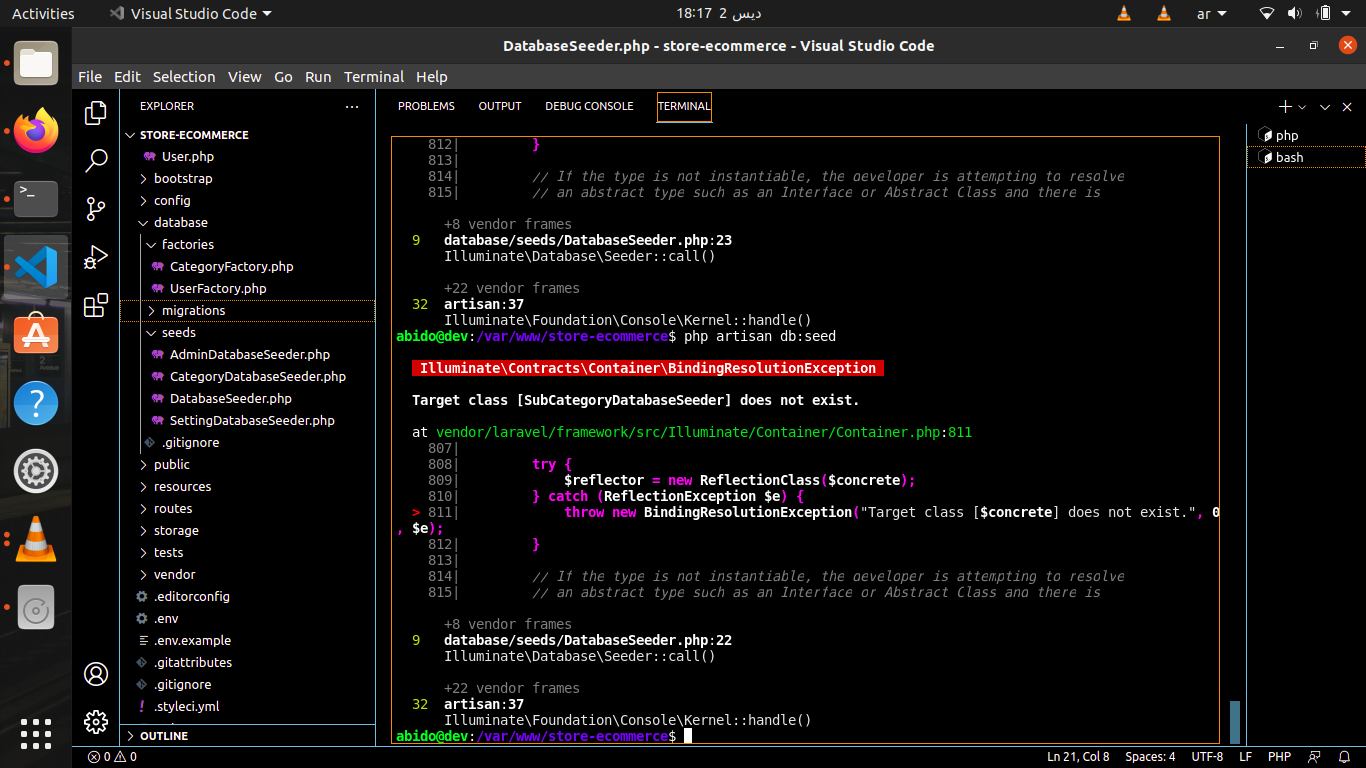 Activities Visual Studio Code 18:17 2 ديس ar
DatabaseSeeder.php - store-ecommerce - Visual Studio Code
File Edit Selection View Go Run Terminal Help
EXPLORER
STORE-ECOMMERCE
User.php
bootstrap
config
database
factories
CategoryFactory.php
UserFactory.php
migrations
seeds
AdminDatabaseSeeder.php
CategoryDatabaseSeeder.php
DatabaseSeeder.php
SettingDatabaseSeeder.php
.gitignore
public
resources
routes
storage
tests
vendor
.editorconfig
.env
.env.example
.gitattributes
.gitignore
.styleci.yml
OUTLINE
PROBLEMS OUTPUT DEBUG CONSOLE TERMINAL
812| }
813|
814| // If the type is not instantiable, the developer is attempting to resolve
815| // an abstract type such as an Interface or Abstract Class and there is
+8 vendor frames
9 database/seeds/DatabaseSeeder.php:23
Illuminate\Database\Seeder::call()
+22 vendor frames
32 artisan:37
Illuminate\Foundation\Console\Kernel::handle()
abido@dev:/var/www/store-ecommerce$ php artisan db:seed
Illuminate\Contracts\Container\BindingResolutionException
Target class [SubCategoryDatabaseSeeder] does not exist.
at vendor/laravel/framework/src/Illuminate/Container/Container.php:811
807|
808| try {
809| $reflector = new ReflectionClass($concrete);
810| } catch (ReflectionException $e) {
> 811| throw new BindingResolutionException("Target class [$concrete] does not exist.", 0
, $e);
812| }
813|
814| // If the type is not instantiable, the developer is attempting to resolve
815| // an abstract type such as an Interface or Abstract Class and there is
+8 vendor frames
9 database/seeds/DatabaseSeeder.php:22
Illuminate\Database\Seeder::call()
+22 vendor frames
32 artisan:37
Illuminate\Foundation\Console\Kernel::handle()
abido@dev:/var/www/store-ecommerce$
php
bash
0 0 Ln 21, Col 8 Spaces: 4 UTF-8 LF PHP